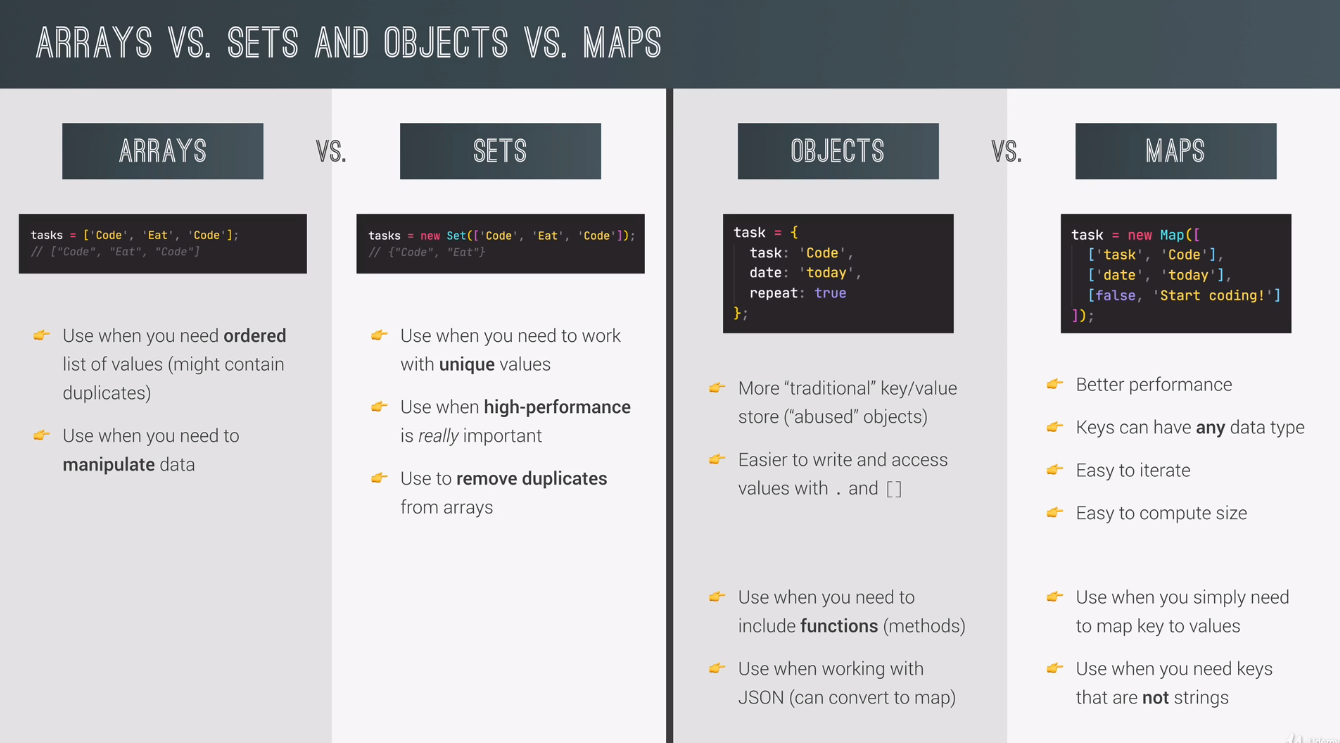 ARRAYS VS. SETS AND OBJECTS VS. MAPS
ARRAYS
VS.
SETS
OBJECTS
VS.
MAPS
tasks = ['Code', 'Eat', 'Code'];
// ["Code", "Eat", "Code"]
Use when you need ordered
list of values (might contain
duplicates)
Use when you need to
manipulate data
tasks = new Set(['Code', 'Eat', 'Code']);
// {"Code", "Eat"}
Use when you need to work
with unique values
Use when high-performance
is really important
Use to remove duplicates
from arrays
task = {
task: 'Code',
date: 'today',
repeat: true
};
More “traditional” key/value
store (“abused” objects)
Easier to write and access
values with . and []
Use when you need to
include functions (methods)
Use when working with
JSON (can convert to map)
task = new Map([
['task', 'Code'],
['date', 'today'],
[false, 'Start coding!']
]);
Better performance
Keys can have any data type
Easy to iterate
Easy to compute size
Use when you simply need
to map key to values
Use when you need keys
that are not strings